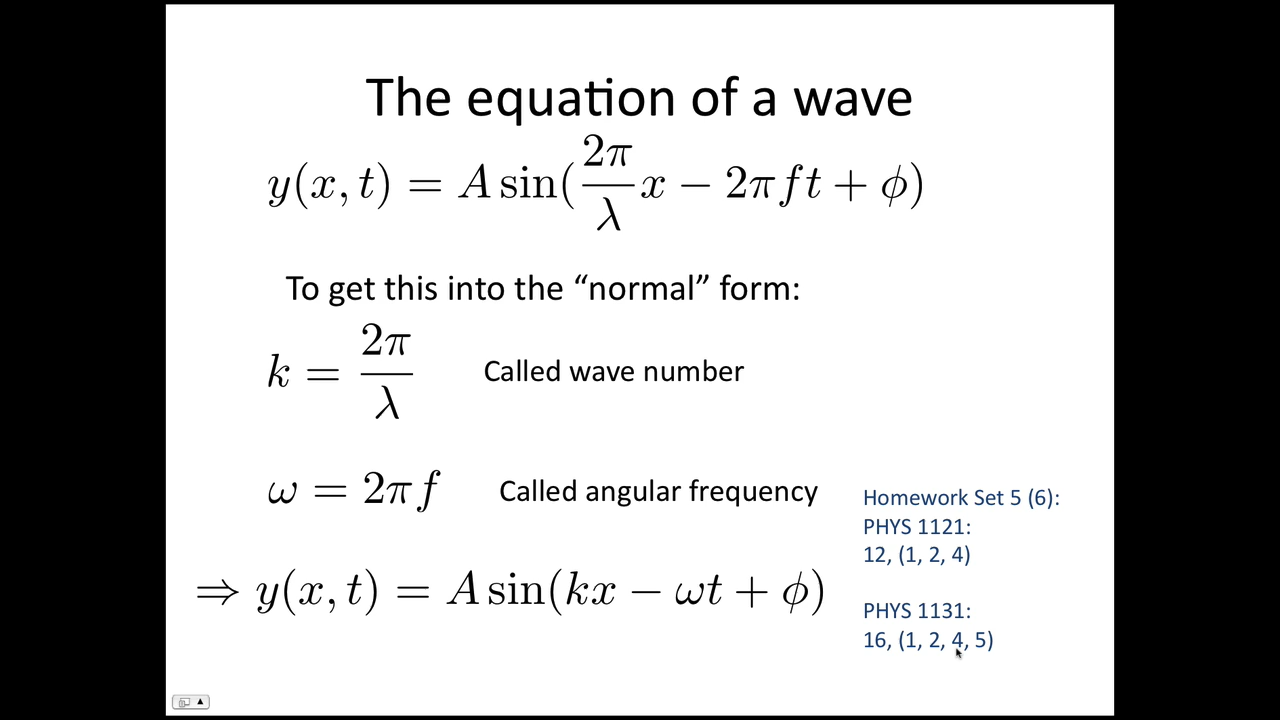 The equation of a wave
y(x, t) = A sin(2π/λ x − 2πft + ϕ)
To get this into the “normal” form:
k = 2π/λ Called wave number
ω = 2πf Called angular frequency
⇒ y(x, t) = A sin(kx − ωt + ϕ)
Homework Set 5 (6):
PHYS 1121:
12, (1, 2, 4)
PHYS 1131:
16, (1, 2, 4, 5)